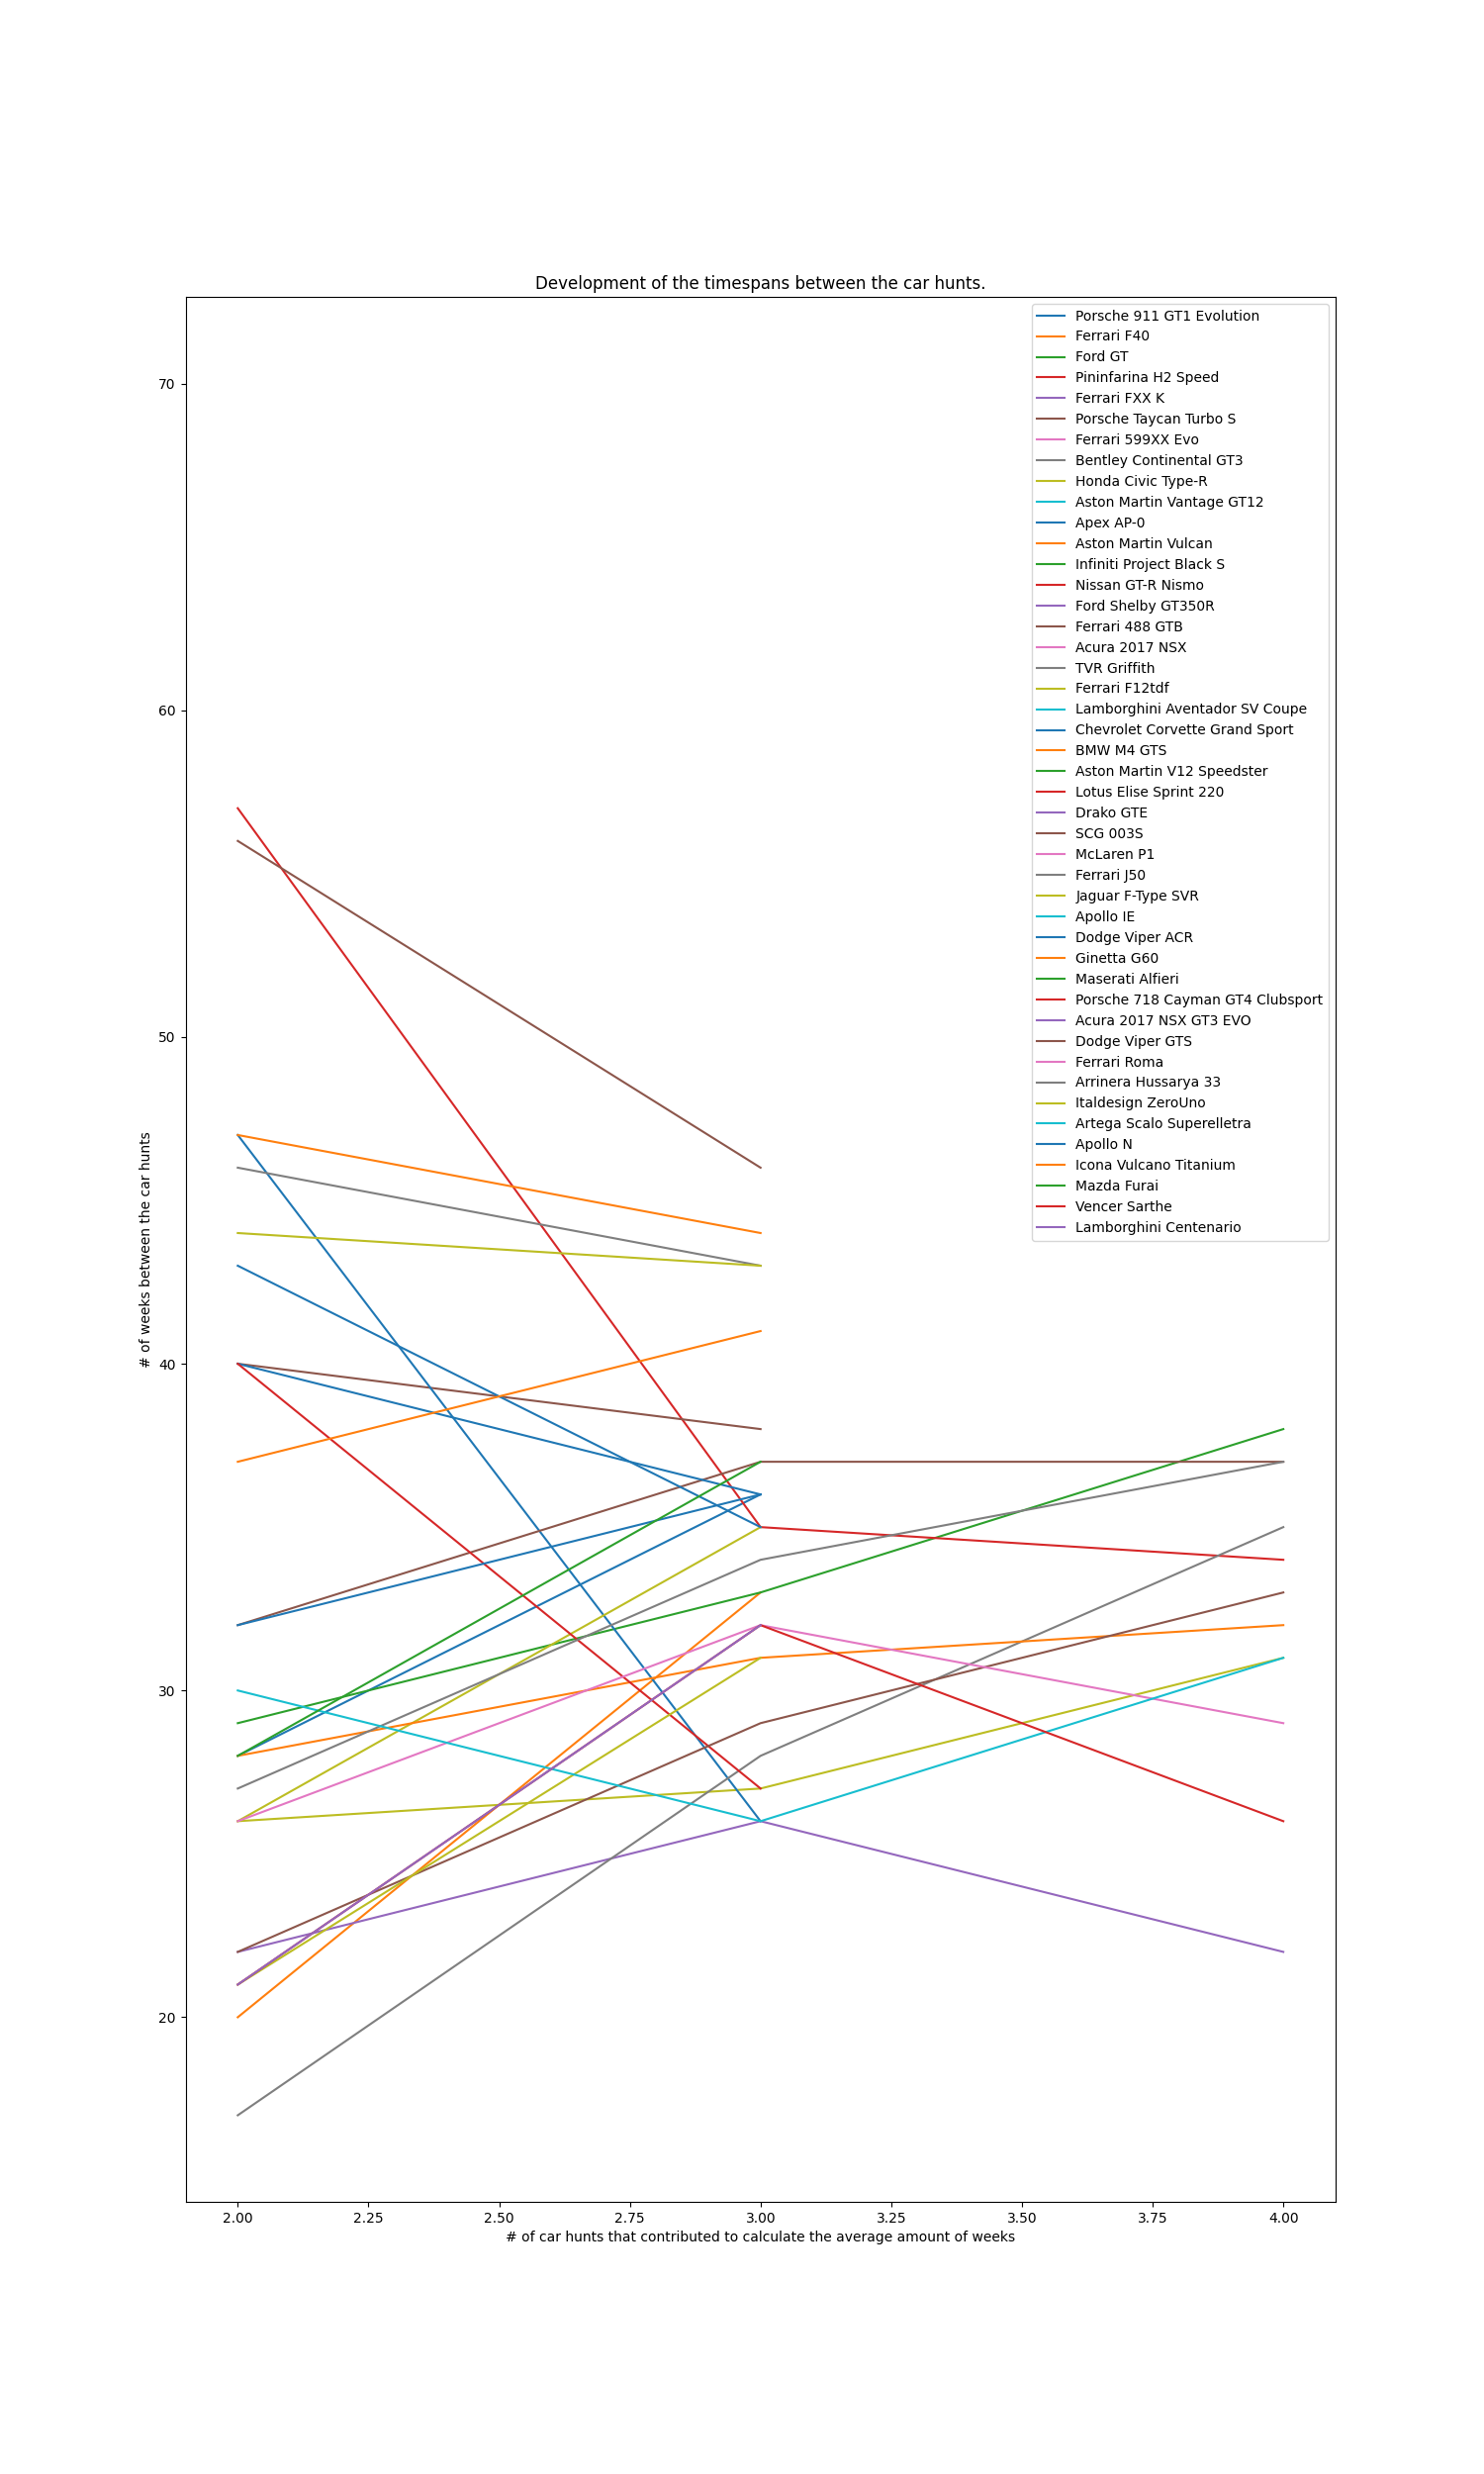 Development of the timespans between the car hunts.
Porsche 911 GT1 Evolution
Ferrari F40
Ford GT
Pininfarina H2 Speed
Ferrari FXX K
Porsche Taycan Turbo S
Ferrari 599XX Evo
Bentley Continental GT3
Honda Civic Type-R
Aston Martin Vantage GT12
Apex AP-0
Aston Martin Vulcan
Infiniti Project Black S
Nissan GT-R Nismo
Ford Shelby GT350R
Ferrari 488 GTB
Acura 2017 NSX
TVR Griffith
Ferrari F12tdf
Lamborghini Aventador SV Coupe
Chevrolet Corvette Grand Sport
BMW M4 GTS
Aston Martin V12 Speedster
Lotus Elise Sprint 220
Drako GTE
SCG 003S
McLaren P1
Ferrari J50
Jaguar F-Type SVR
Apollo IE
Dodge Viper ACR
Ginetta G60
Maserati Alfieri
Porsche 718 Cayman GT4 Clubsport
Acura 2017 NSX GT3 EVO
Dodge Viper GTS
Ferrari Roma
Arrinera Hussarya 33
Italdesign ZeroUno
Artega Scalo Superelletra
Apollo N
Icona Vulcano Titanium
Mazda Furai
Vencer Sarthe
Lamborghini Centenario
# of weeks between the car hunts
70
60
50
40
30
20
2.00 2.25 2.50 2.75 3.00 3.25 3.50 3.75 4.00
# of car hunts that contributed to calculate the average amount of weeks